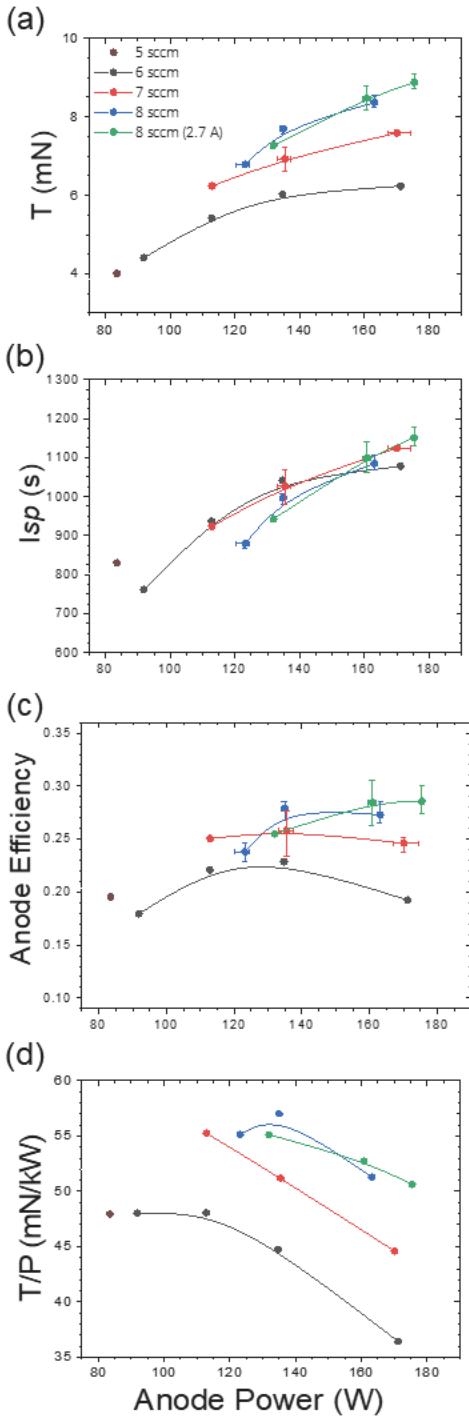 (a)
10
5 sccm
6 sccm
7 sccm
8 sccm
8 sccm (2.7 A)
8
6
4
T (mN)
80 100 120 140 160 180
(b)
1300
1200
1100
1000
900
800
700
600
Isp (s)
80 100 120 140 160 180
(c)
0.35
0.30
0.25
0.20
0.15
0.10
Anode Efficiency
80 100 120 140 160 180
(d)
60
55
50
45
40
35
T/P (mN/kW)
80 100 120 140 160 180
Anode Power (W)